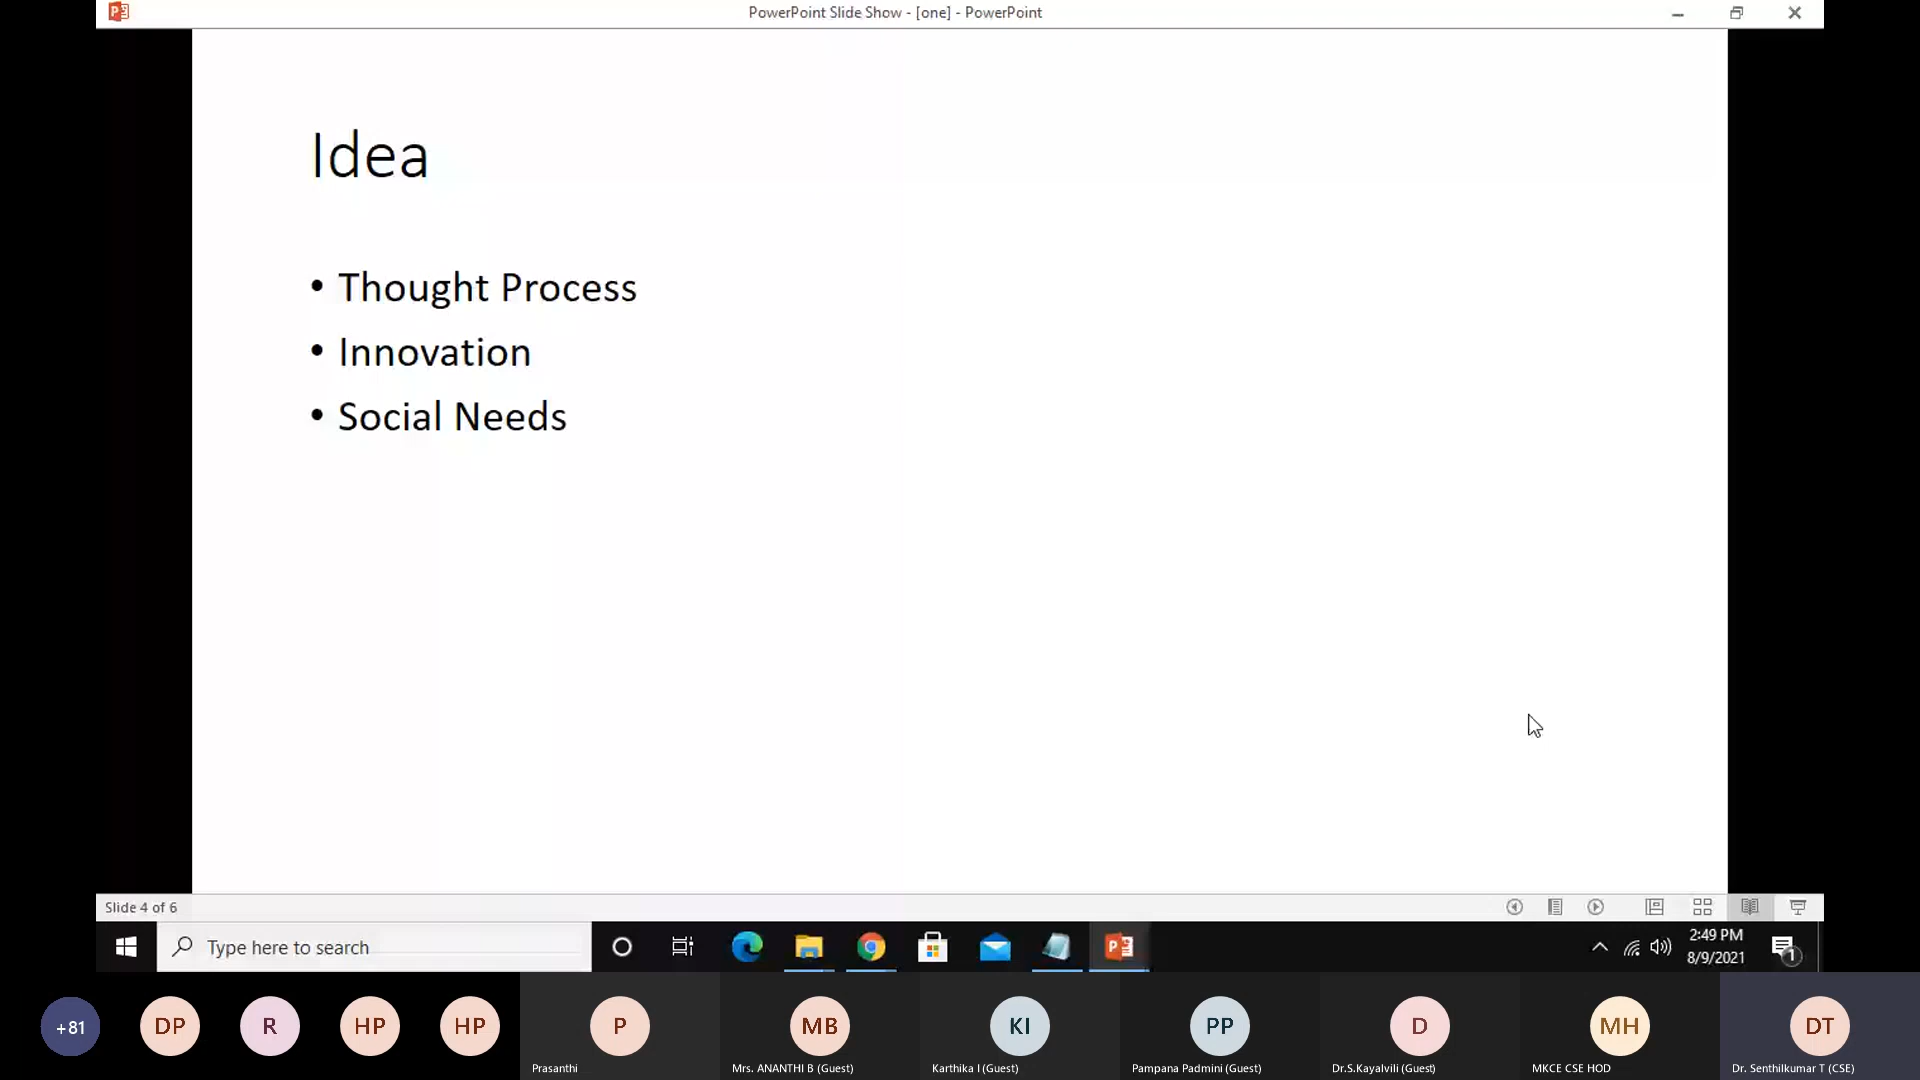 PowerPoint Slide Show - [one] - PowerPoint
Idea
• Thought Process
• Innovation
• Social Needs
Slide 4 of 6
Type here to search
2:49 PM
8/9/2021
1
+81
DP
R
HP
HP
P
MB
KI
PP
D
MH
DT
Prasanthi
Mrs. ANANTHI B (Guest)
Karthika I (Guest)
Pampana Padmini (Guest)
Dr.S.Kayalvili (Guest)
MKCE CSE HOD
Dr. Senthilkumar T (CSE)